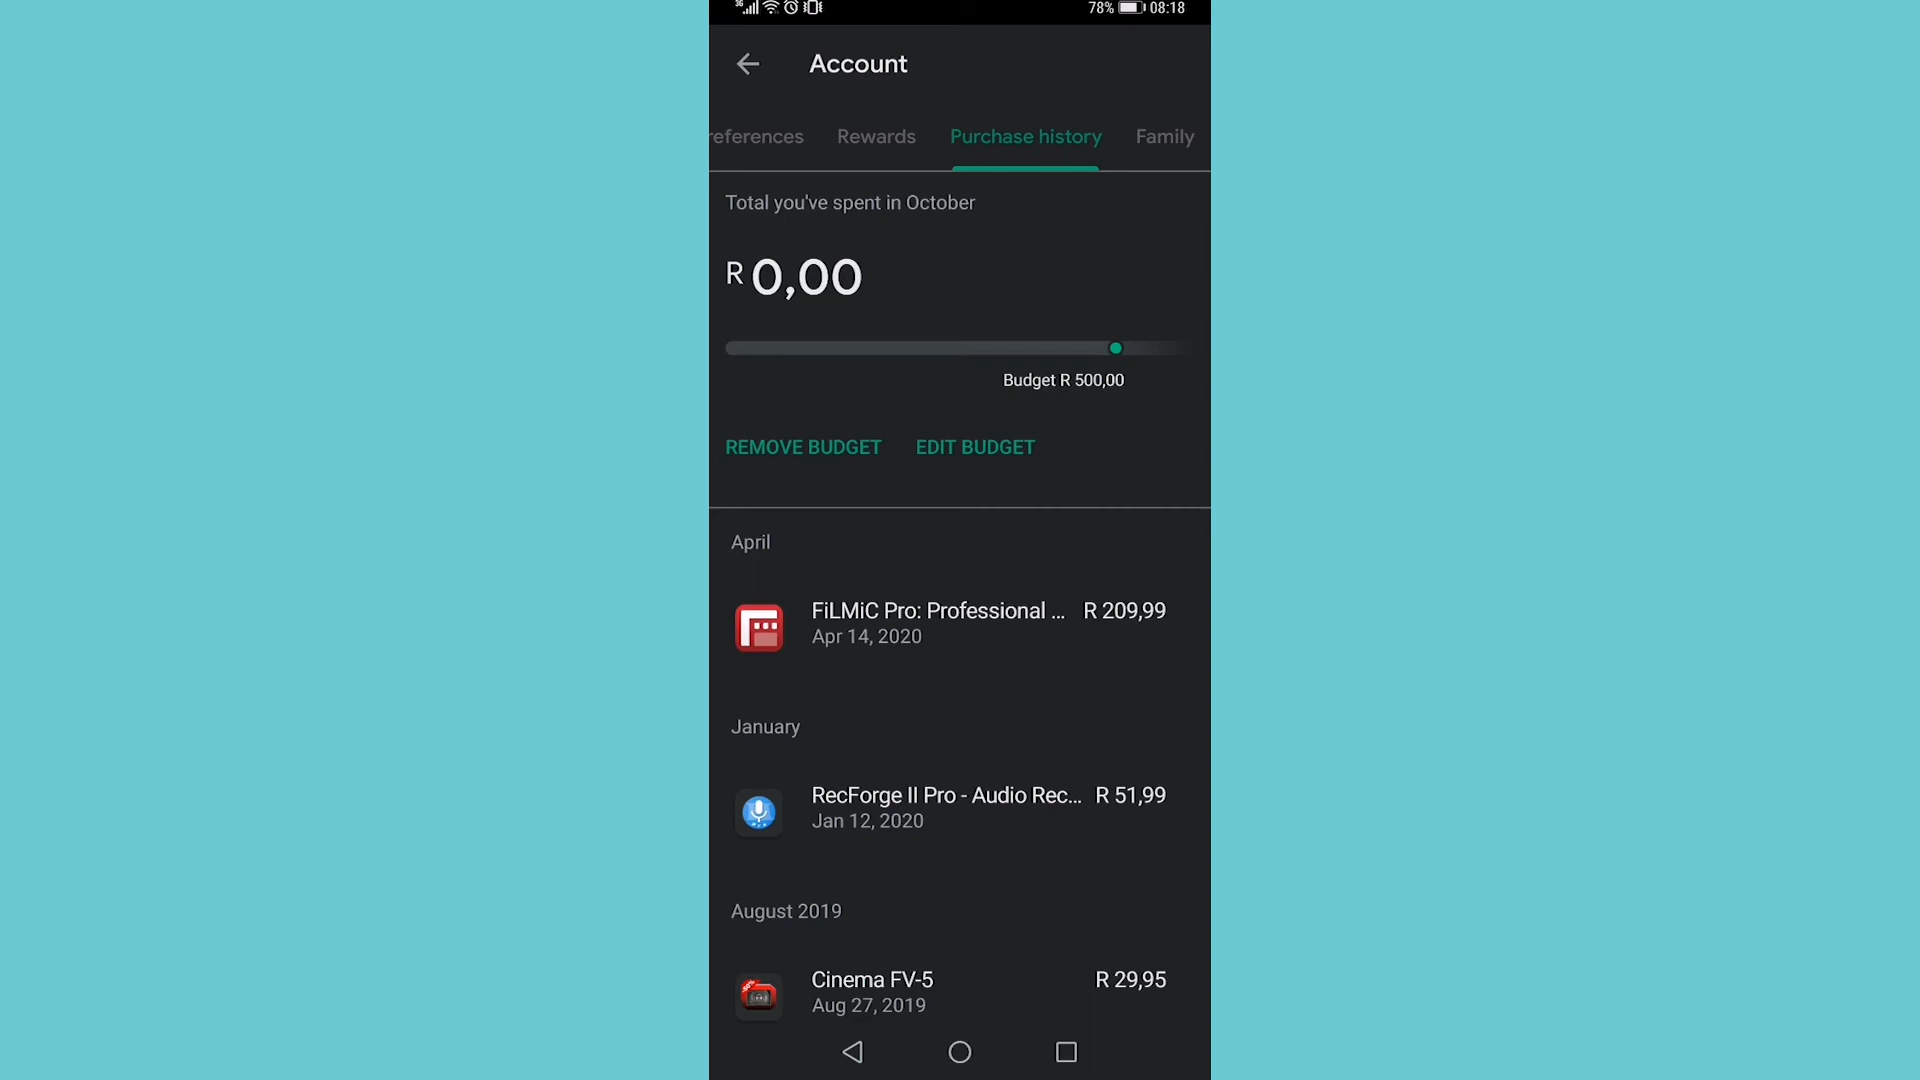 3G 78% 08:18
Account
references Rewards Purchase history Family
Total you've spent in October
R 0,00
Budget R 500,00
REMOVE BUDGET EDIT BUDGET
April
FiLMiC Pro: Professional ... R 209,99
Apr 14, 2020
January
RecForge II Pro - Audio Rec... R 51,99
Jan 12, 2020
August 2019
Cinema FV-5 R 29,95
Aug 27, 2019